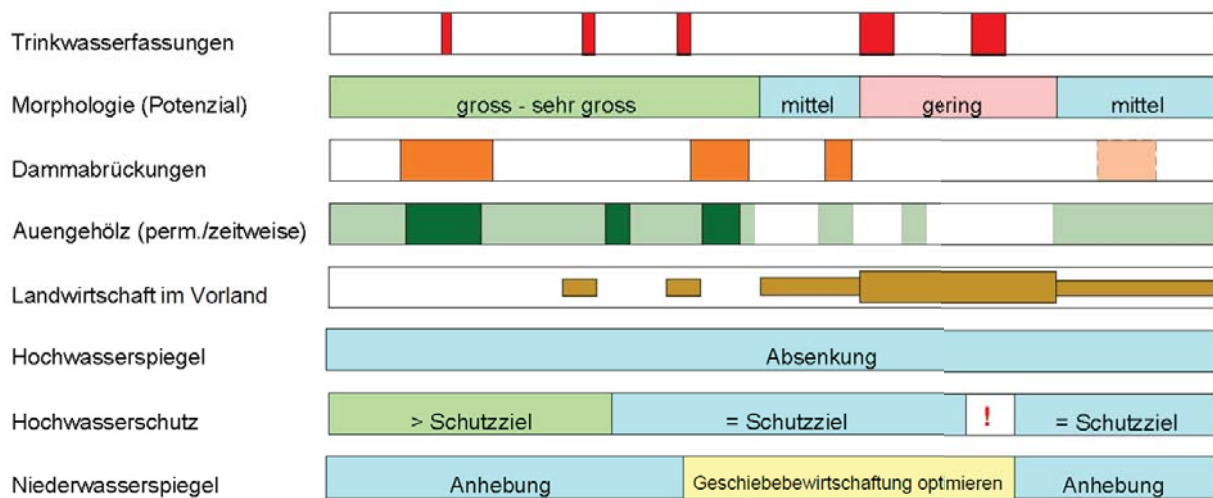 Trinkwasserfassungen
Morphologie (Potenzial) gross - sehr gross mittel gering mittel
Dammabrückungen
Auengehölz (perm./zeitweise)
Landwirtschaft im Vorland
Hochwasserspiegel Absenkung
Hochwasserschutz > Schutzziel = Schutzziel ! = Schutzziel
Niederwasserspiegel Anhebung Geschiebebewirtschaftung optmieren Anhebung